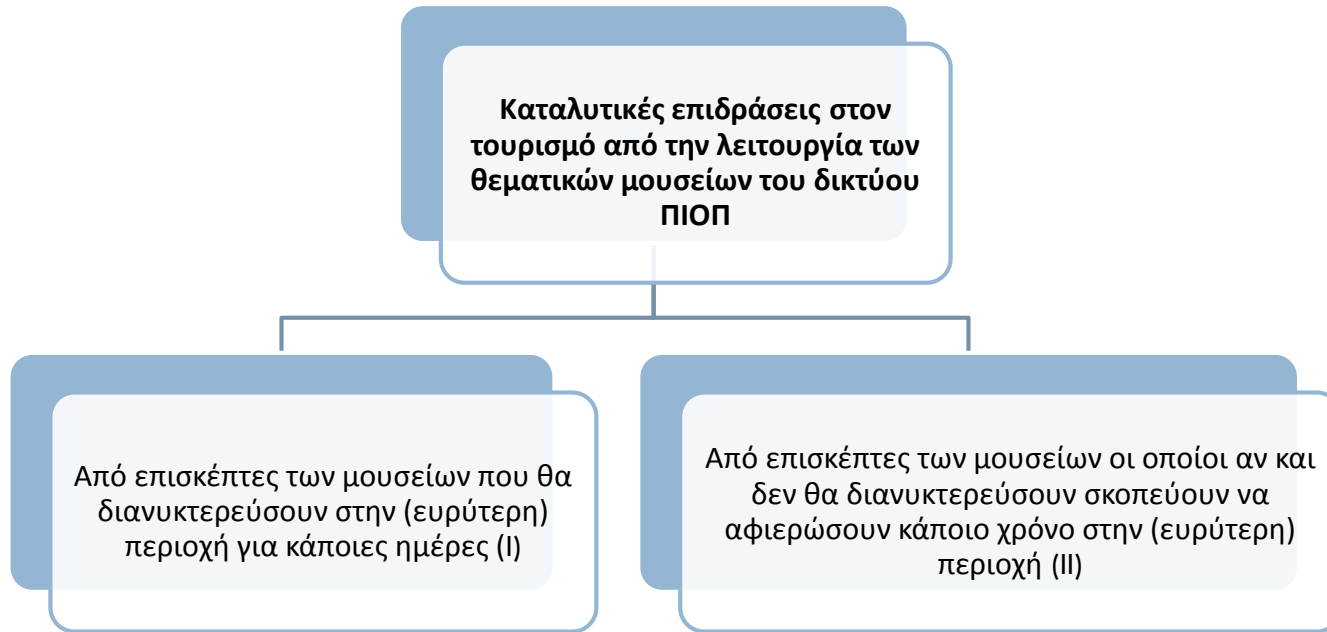 Καταλυτικές επιδράσεις στον
τουρισμό από την λειτουργία των
θεματικών μουσείων του δικτύου
ΠΙΟΠ
Από επισκέπτες των μουσείων που θα
διανυκτερεύσουν στην (ευρύτερη)
περιοχή για κάποιες ημέρες (Ι)
Από επισκέπτες των μουσείων οι οποίοι αν και
δεν θα διανυκτερεύσουν σκοπεύουν να
αφιερώσουν κάποιο χρόνο στην (ευρύτερη)
περιοχή (ΙΙ)